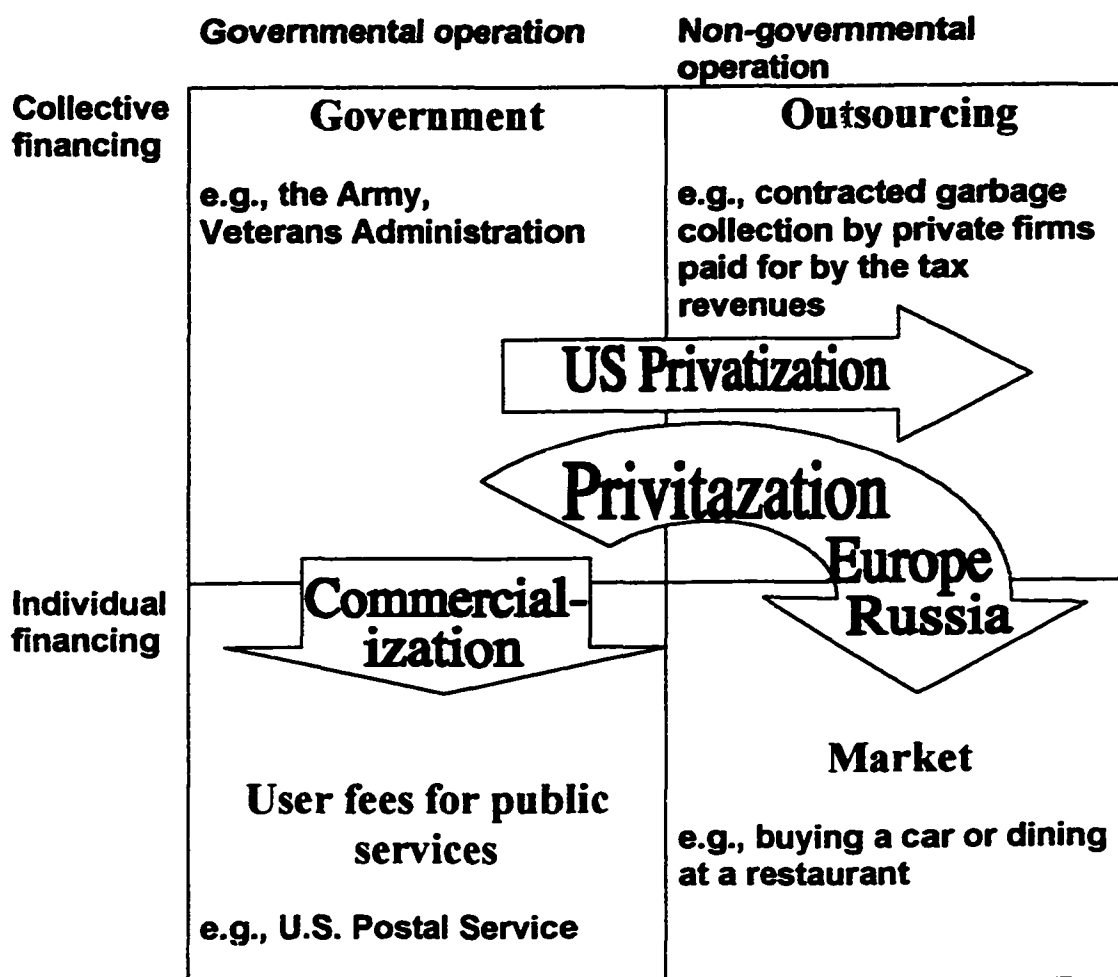 Governmental operation
Non-governmental
operation
Collective
financing
Government
e.g., the Army,
Veterans Administration
Outsourcing
e.g., contracted garbage
collection by private firms
paid for by the tax
revenues
US Privatization
Privitazation
Europe
Russia
Individual
financing
Commercial-
ization
User fees for public
services
e.g., U.S. Postal Service
Market
e.g., buying a car or dining
at a restaurant